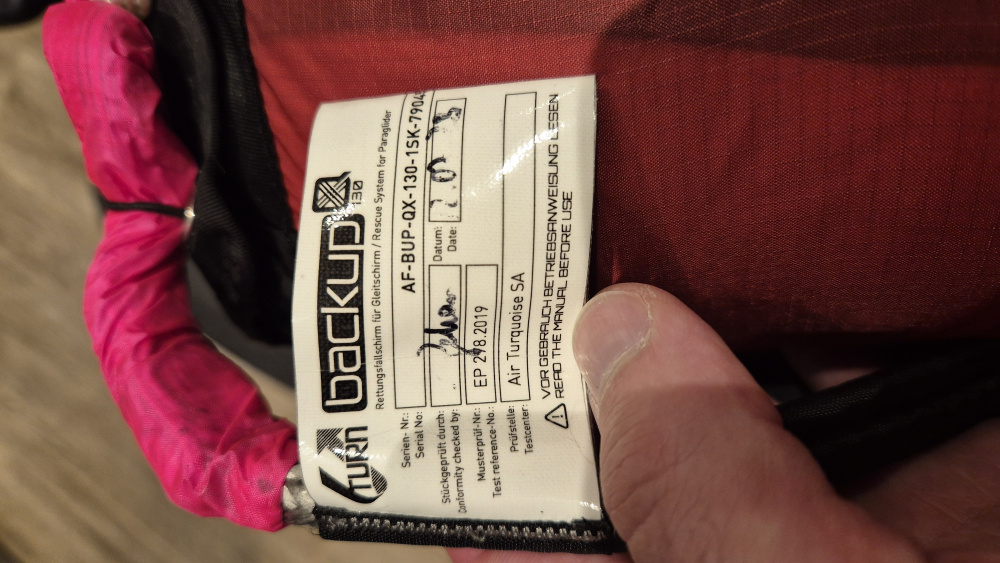 TURN
backup
130
Rettungsfallschirm für Gleitschirm / Rescue System for Paraglider
Serien- Nr.:
Serial No:
AF-BUP-QX-130-1SK-7904
Stückgeprüft durch:
Conformity checked by:
Datum:
Date:
Musterprüf-Nr.:
Test reference-No.:
EP 298.2019
Prüfstelle:
Testcenter:
Air Turquoise SA
VOR GEBRAUCH BETRIEBSANWEISUNG LESEN
READ THE MANUAL BEFORE USE